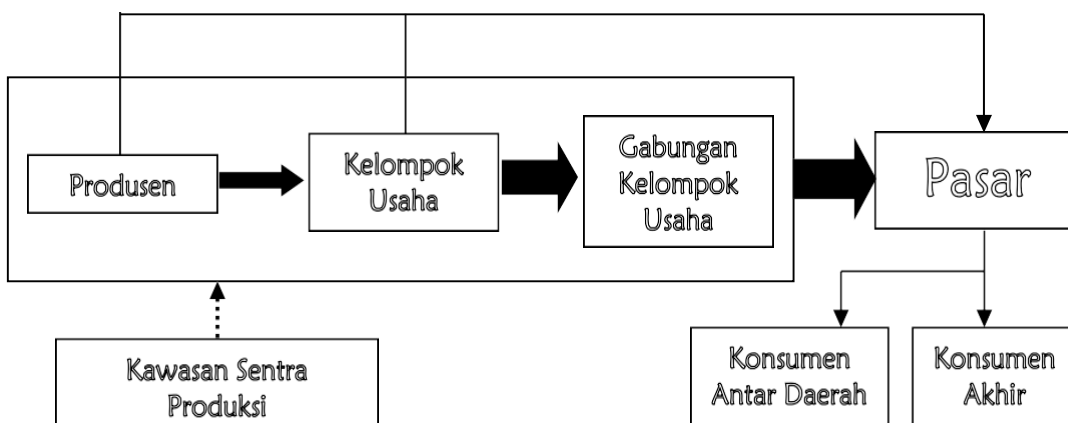 Produsen
Kelompok
Usaha
Gabungan
Kelompok
Usaha
Pasar
Kawasan Sentra
Produksi
Konsumen
Antar Daerah
Konsumen
Akhir